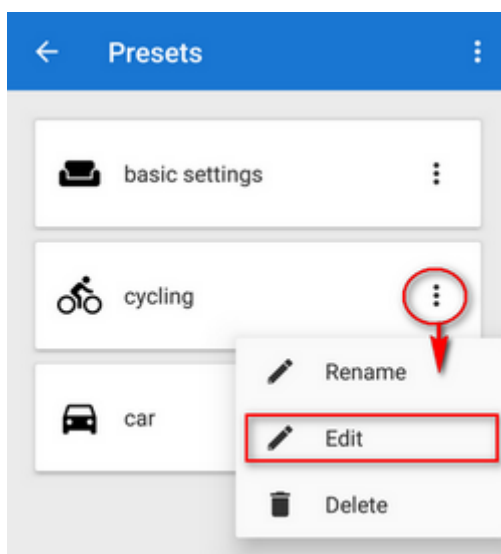 Presets
basic settings
cycling
Rename
car
Edit
Delete